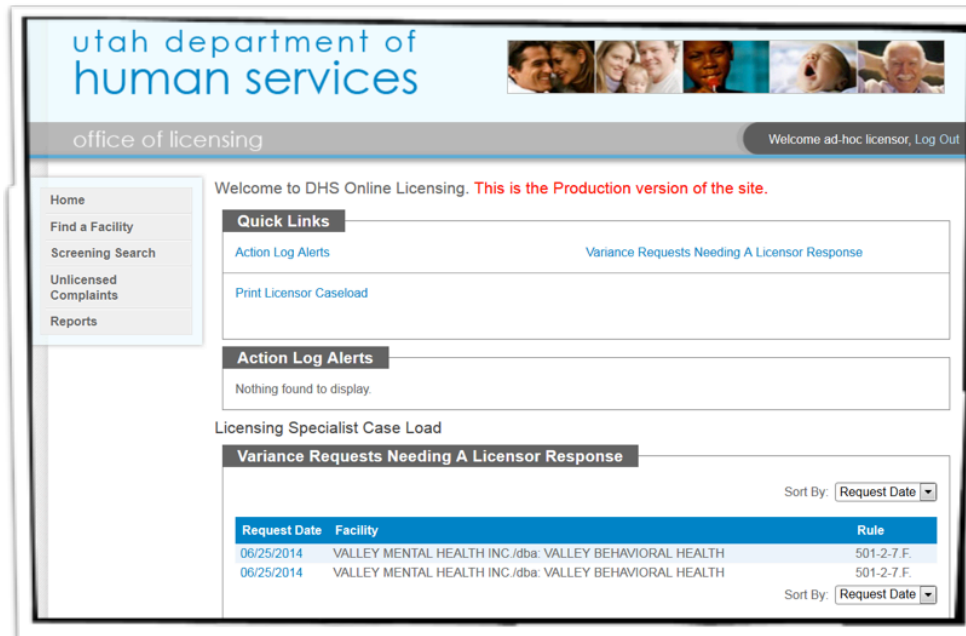 utah department of
human services
office of licensing
Welcome ad-hoc licensor, Log Out
Home
Find a Facility
Screening Search
Unlicensed
Complaints
Reports
Welcome to DHS Online Licensing. This is the Production version of the site.
Quick Links
Action Log Alerts Variance Requests Needing A Licensor Response
Print Licensor Caseload
Action Log Alerts
Nothing found to display.
Licensing Specialist Case Load
Variance Requests Needing A Licensor Response
Sort By: Request Date
Request Date Facility Rule
06/25/2014 VALLEY MENTAL HEALTH INC./dba: VALLEY BEHAVIORAL HEALTH 501-2-7.F.
06/25/2014 VALLEY MENTAL HEALTH INC./dba: VALLEY BEHAVIORAL HEALTH 501-2-7.F.
Sort By: Request Date